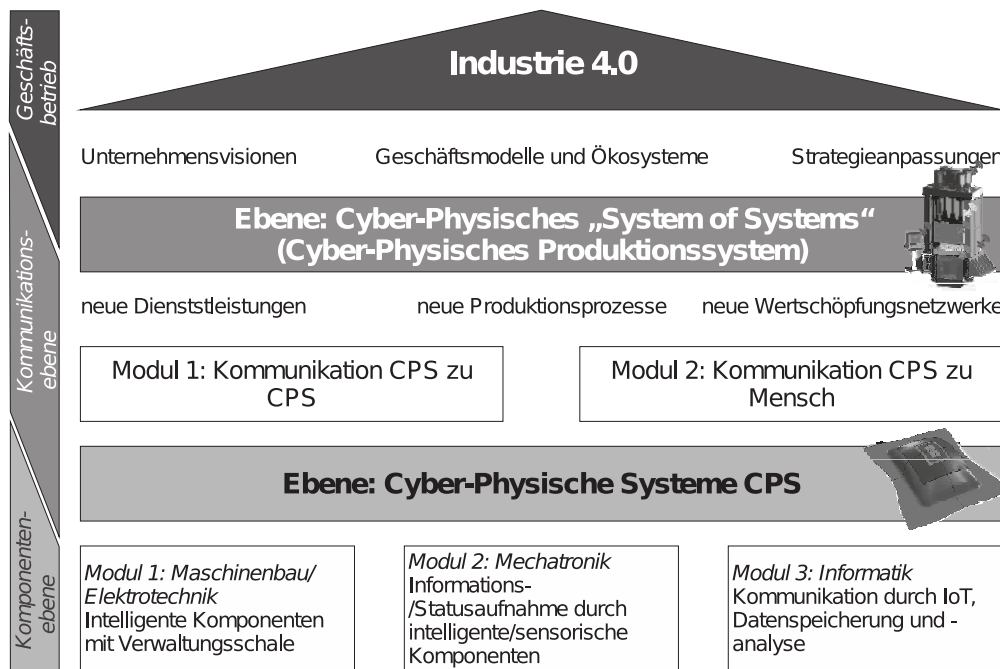 Geschäfts-
betrieb
Industrie 4.0
Unternehmensvisionen
Geschäftsmodelle und Ökosysteme
Strategieanpassungen
Kommunikations-
ebene
Ebene: Cyber-Physisches „System of Systems“
(Cyber-Physisches Produktionssystem)
neue Dienststleistungen
neue Produktionsprozesse
neue Wertschöpfungsnetzwerke
Modul 1: Kommunikation CPS zu
CPS
Modul 2: Kommunikation CPS zu
Mensch
Ebene: Cyber-Physische Systeme CPS
Komponenten-
ebene
Modul 1: Maschinenbau/
Elektrotechnik
Intelligente Komponenten
mit Verwaltungsschale
Modul 2: Mechatronik
Informations-
/Statusaufnahme durch
intelligente/sensorische
Komponenten
Modul 3: Informatik
Kommunikation durch IoT,
Datenspeicherung und -
analyse